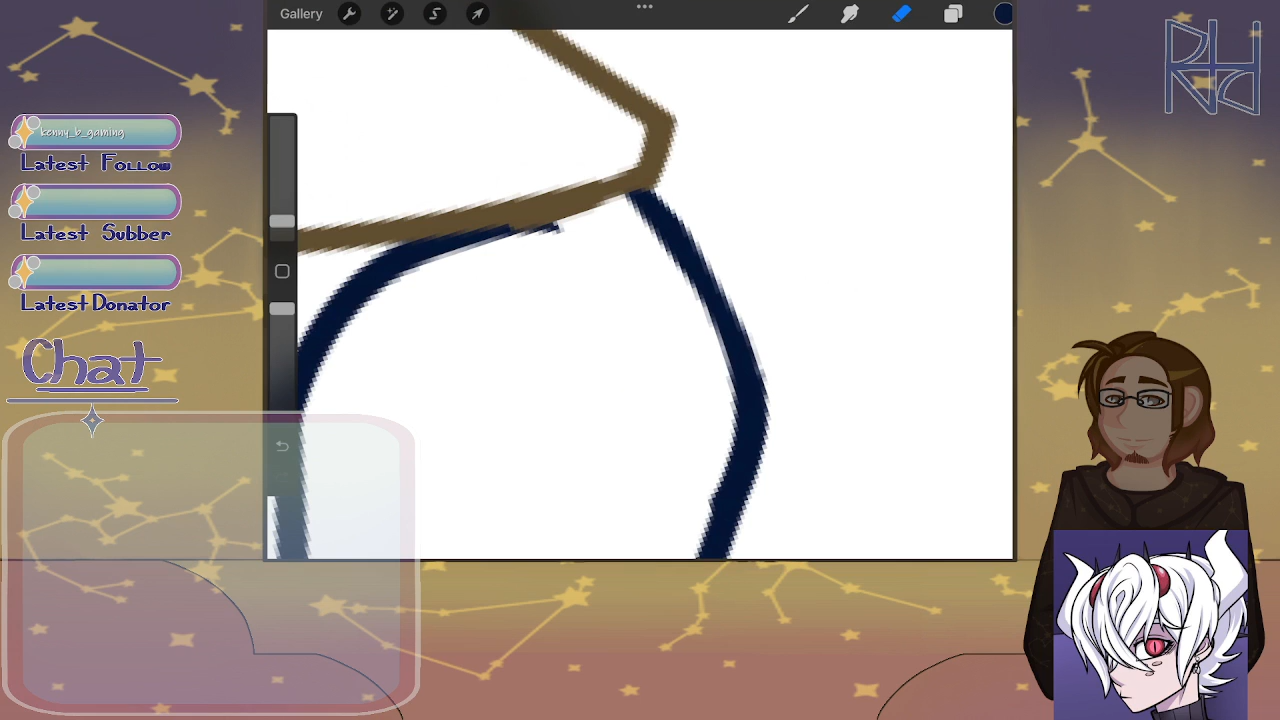 Gallery
kenny_b_gaming
Latest Follow
Latest Subber
Latest Donator
Chat